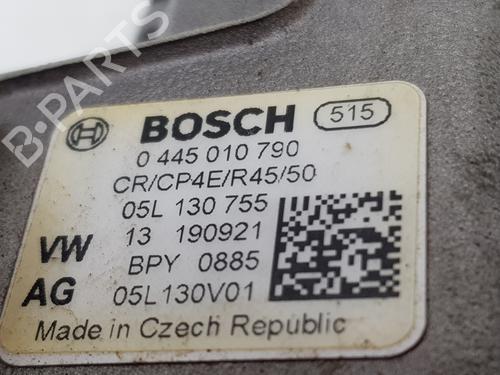 B-PARTS
BOSCH 515
0 445 010 790
CR/CP4E/R45/50
05L 130 755
VW 13 190921
BPY 0885
AG 05L130V01
Made in Czech Republic